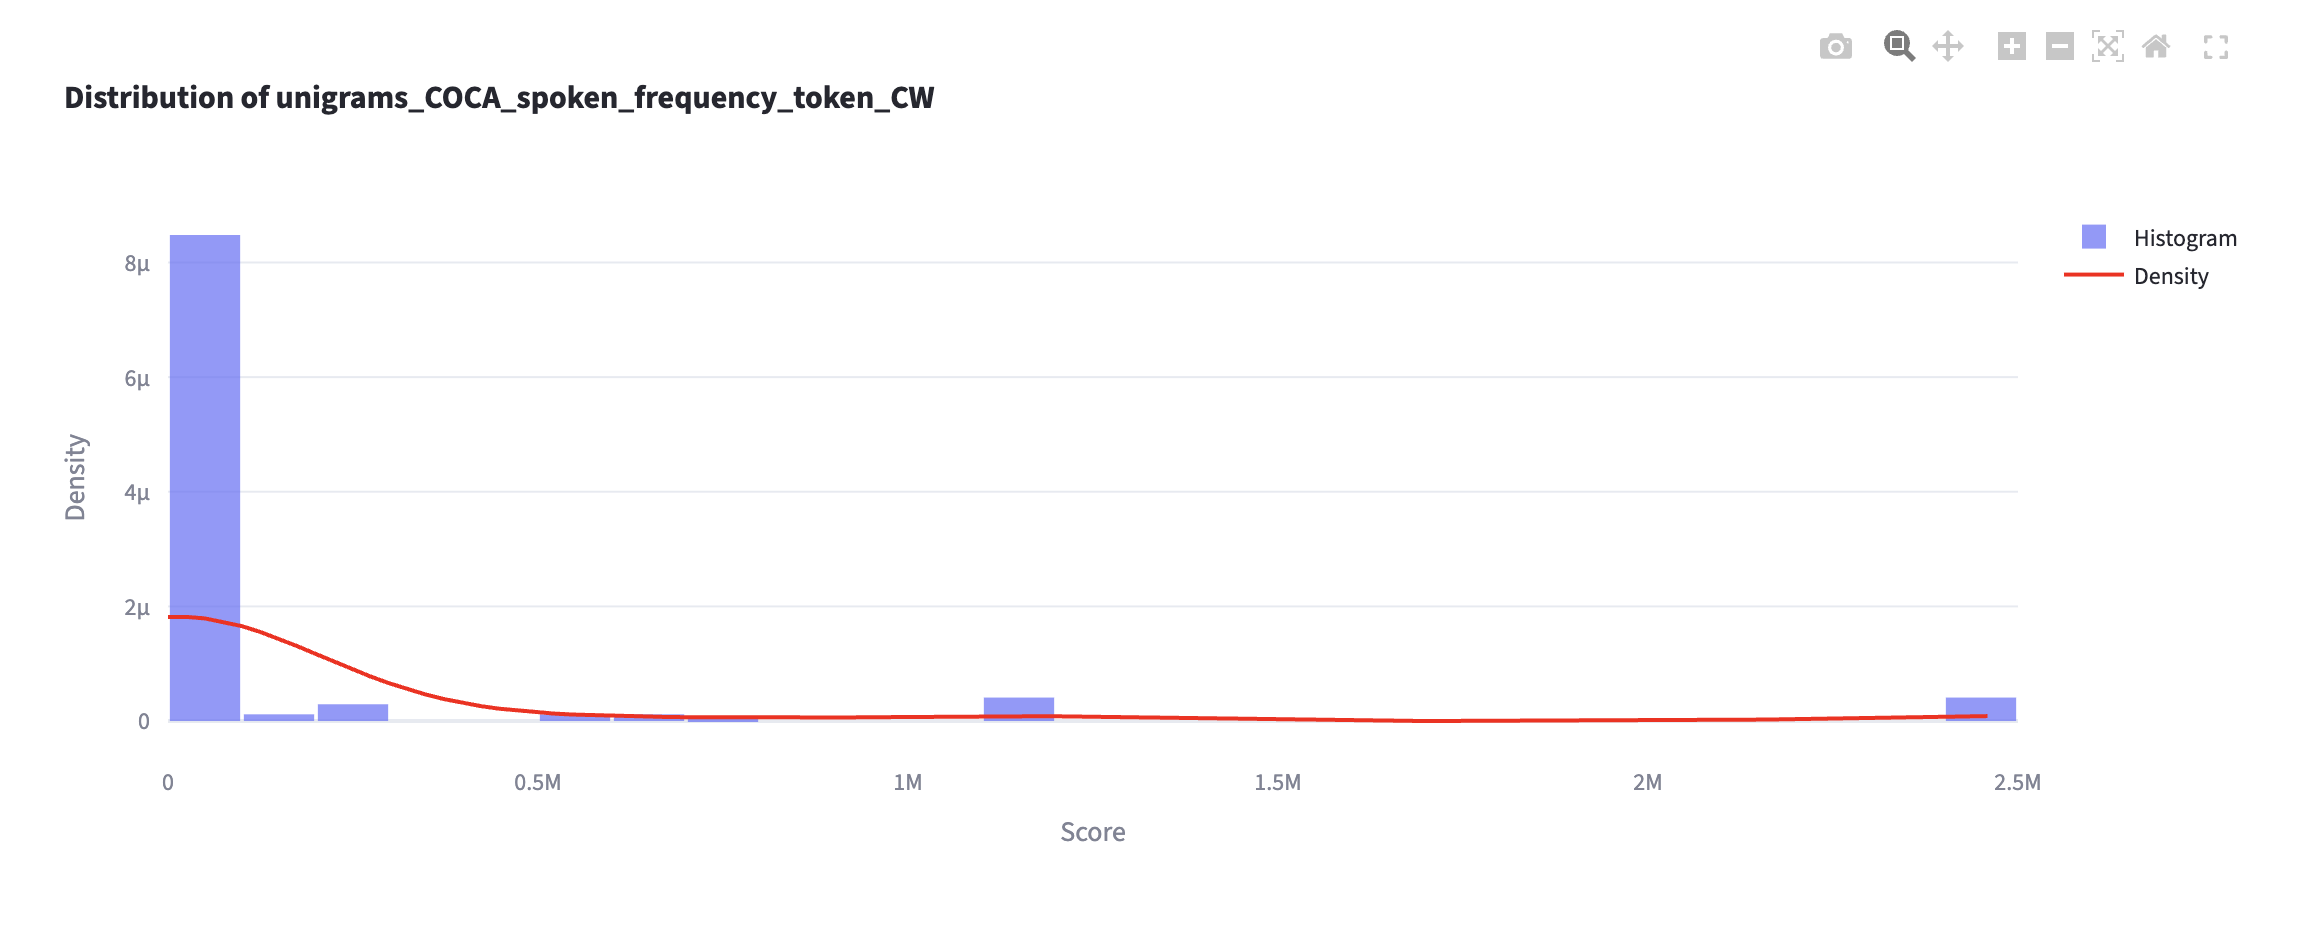 Distribution of unigrams_COCA_spoken_frequency_token_CW
Histogram
Density
8μ
6μ
4μ
2μ
0
Density
0
0.5M
1M
1.5M
2M
2.5M
Score